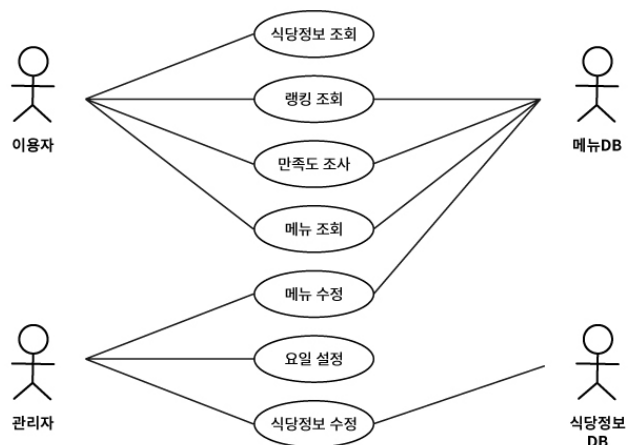 식당정보 조회
랭킹 조회
이용자
메뉴DB
만족도 조사
메뉴 조회
메뉴 수정
요일 설정
관리자
식당정보 수정
식당정보
DB